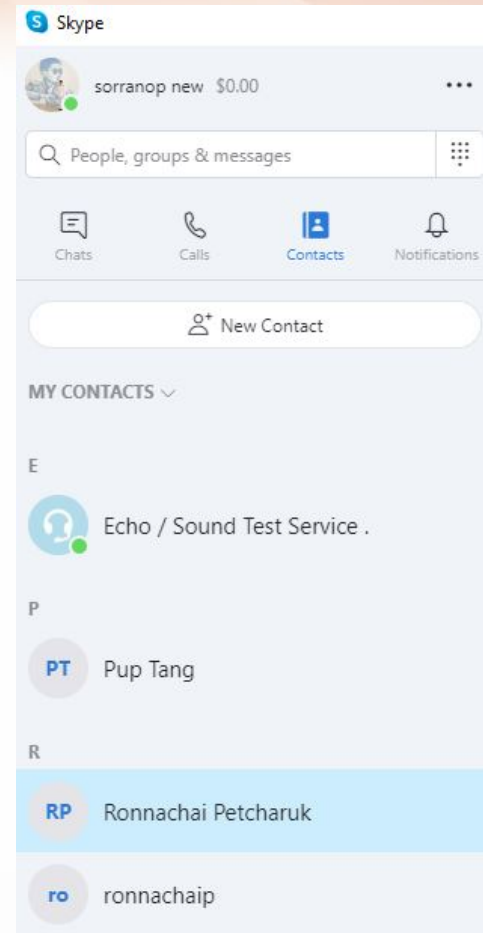 Skype
sorranop new $0.00
People, groups & messages
Chats Calls Contacts Notifications
New Contact
MY CONTACTS
E
Echo / Sound Test Service .
P
PT Pup Tang
R
RP Ronnachai Petcharuk
ro ronnachaip